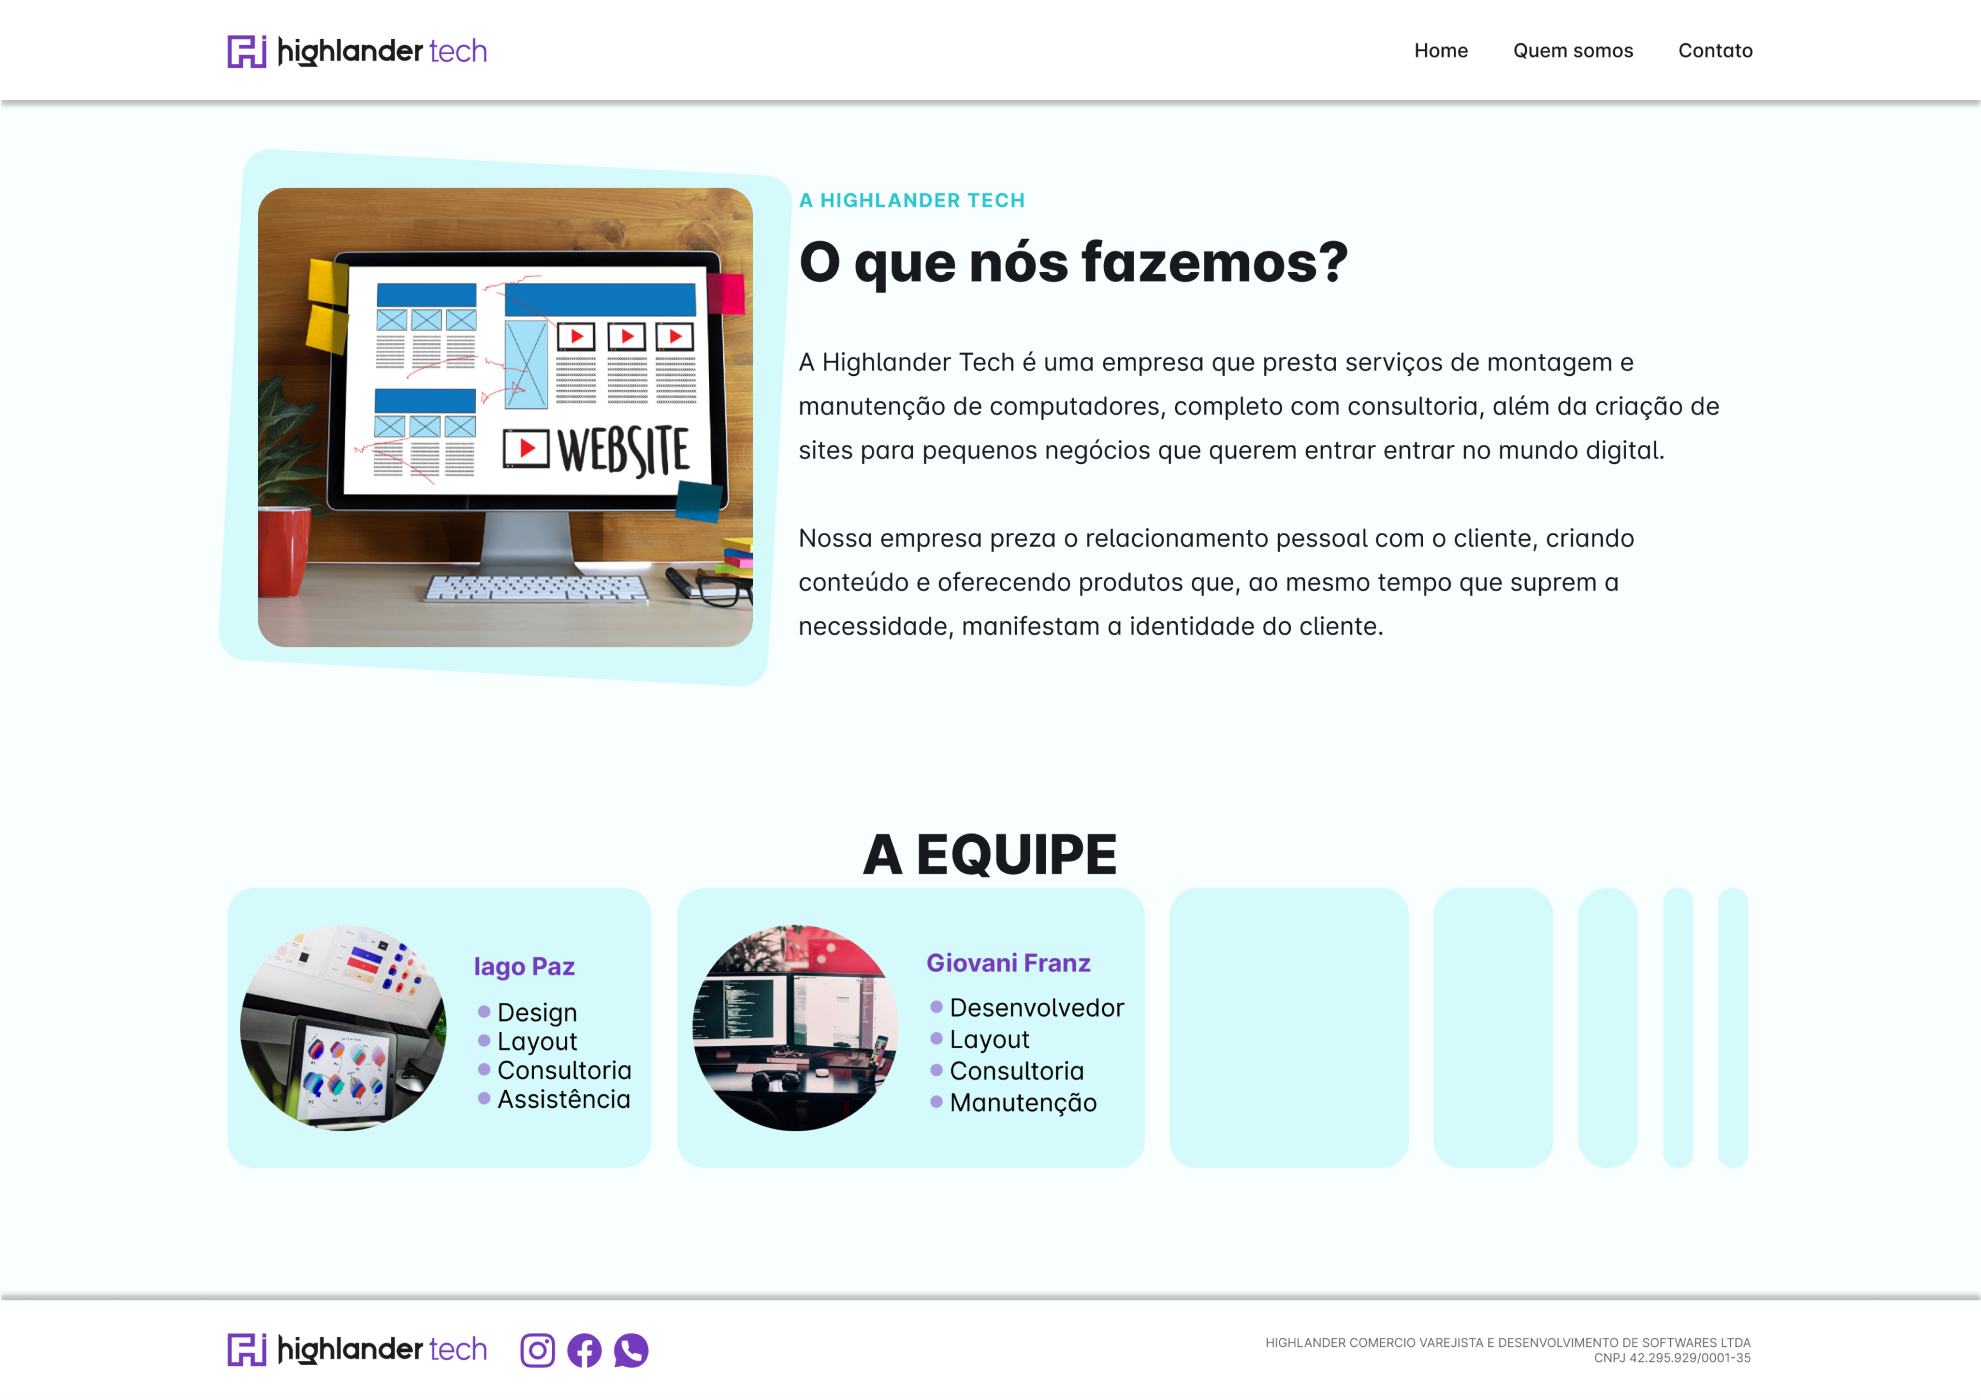 highlander tech
Home Quem somos Contato
A HIGHLANDER TECH
O que nós fazemos?
A Highlander Tech é uma empresa que presta serviços de montagem e
manutenção de computadores, completo com consultoria, além da criação de
sites para pequenos negócios que querem entrar entrar no mundo digital.
Nossa empresa preza o relacionamento pessoal com o cliente, criando
conteúdo e oferecendo produtos que, ao mesmo tempo que suprem a
necessidade, manifestam a identidade do cliente.
WEBSITE
A EQUIPE
Iago Paz
Design
Layout
Consultoria
Assistência
Giovani Franz
Desenvolvedor
Layout
Consultoria
Manutenção
highlander tech
HIGHLANDER COMERCIO VAREJISTA E DESENVOLVIMENTO DE SOFTWARES LTDA
CNPJ 42.295.929/0001-35